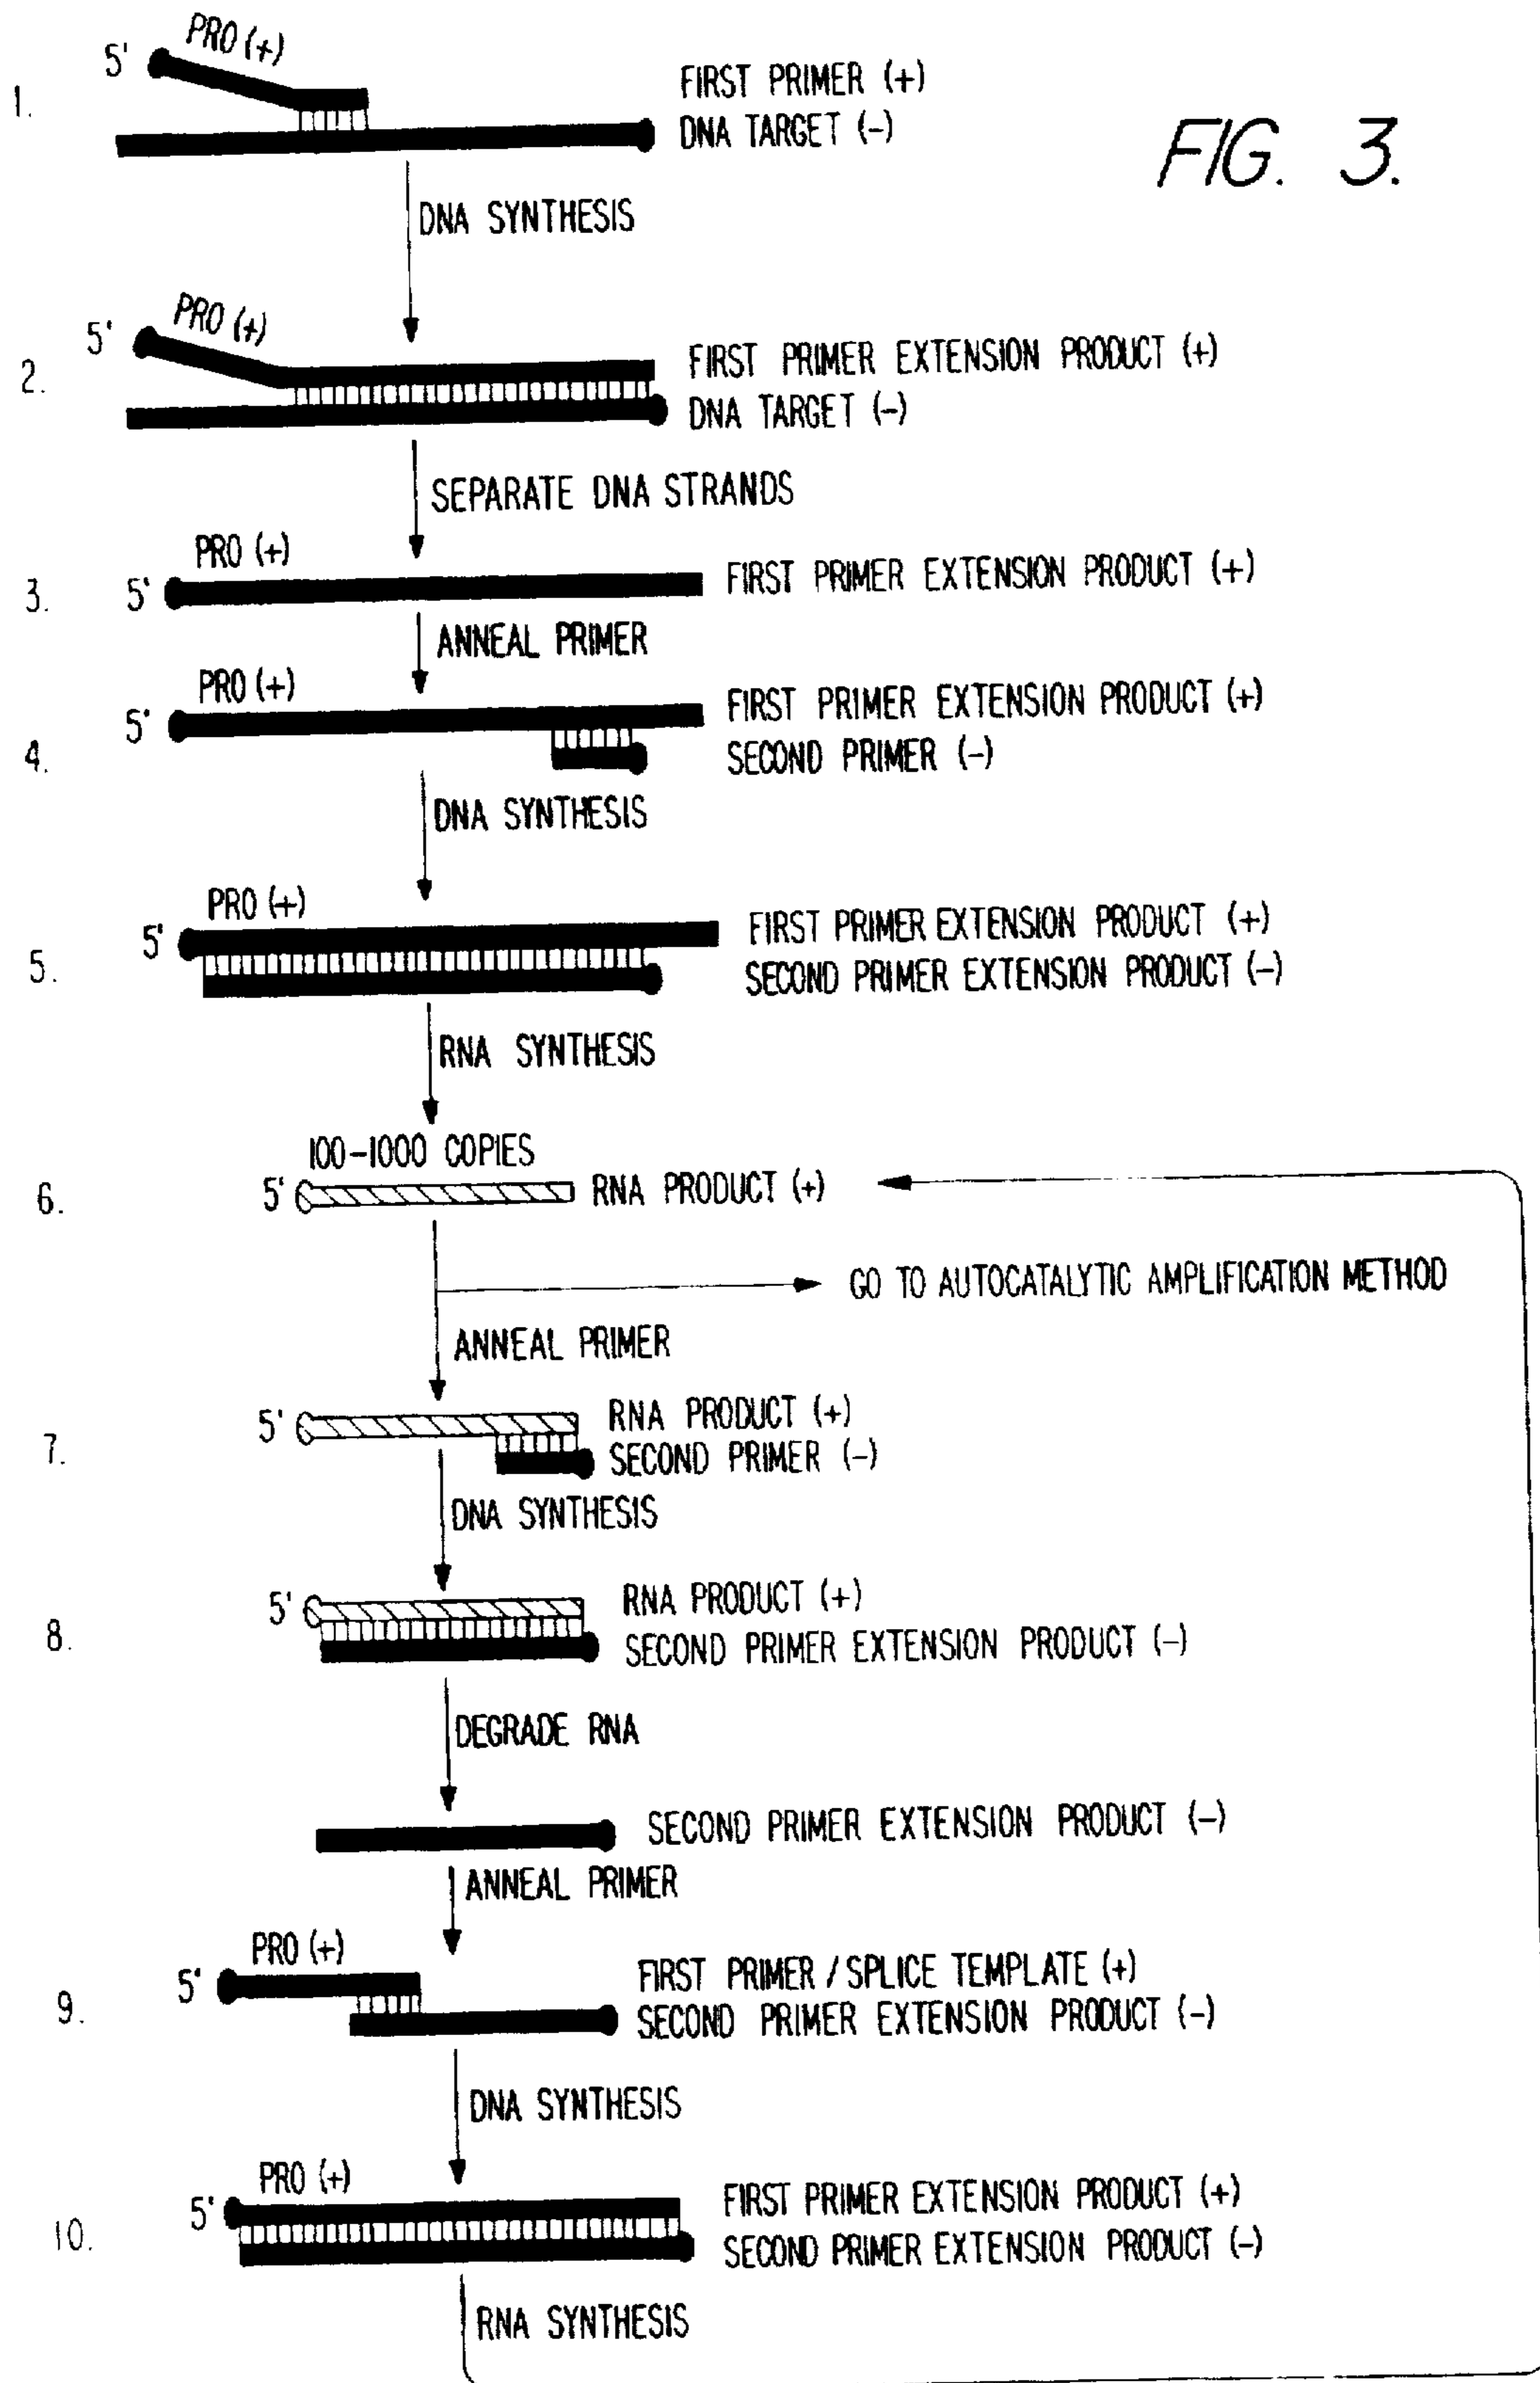 FIG. 3.
1.
5'
PRO (+)
FIRST PRIMER (+)
DNA TARGET (-)
DNA SYNTHESIS
2.
5'
PRO (+)
FIRST PRIMER EXTENSION PRODUCT (+)
DNA TARGET (-)
SEPARATE DNA STRANDS
3.
5'
PRO (+)
FIRST PRIMER EXTENSION PRODUCT (+)
ANNEAL PRIMER
4.
5'
PRO (+)
FIRST PRIMER EXTENSION PRODUCT (+)
SECOND PRIMER (-)
DNA SYNTHESIS
5.
5'
PRO (+)
FIRST PRIMER EXTENSION PRODUCT (+)
SECOND PRIMER EXTENSION PRODUCT (-)
RNA SYNTHESIS
100-1000 COPIES
6.
5'
RNA PRODUCT (+)
GO TO AUTOCATALYTIC AMPLIFICATION METHOD
ANNEAL PRIMER
7.
5'
RNA PRODUCT (+)
SECOND PRIMER (-)
DNA SYNTHESIS
8.
5'
RNA PRODUCT (+)
SECOND PRIMER EXTENSION PRODUCT (-)
DEGRADE RNA
SECOND PRIMER EXTENSION PRODUCT (-)
ANNEAL PRIMER
9.
5'
PRO (+)
FIRST PRIMER / SPLICE TEMPLATE (+)
SECOND PRIMER EXTENSION PRODUCT (-)
DNA SYNTHESIS
10.
5'
PRO (+)
FIRST PRIMER EXTENSION PRODUCT (+)
SECOND PRIMER EXTENSION PRODUCT (-)
RNA SYNTHESIS